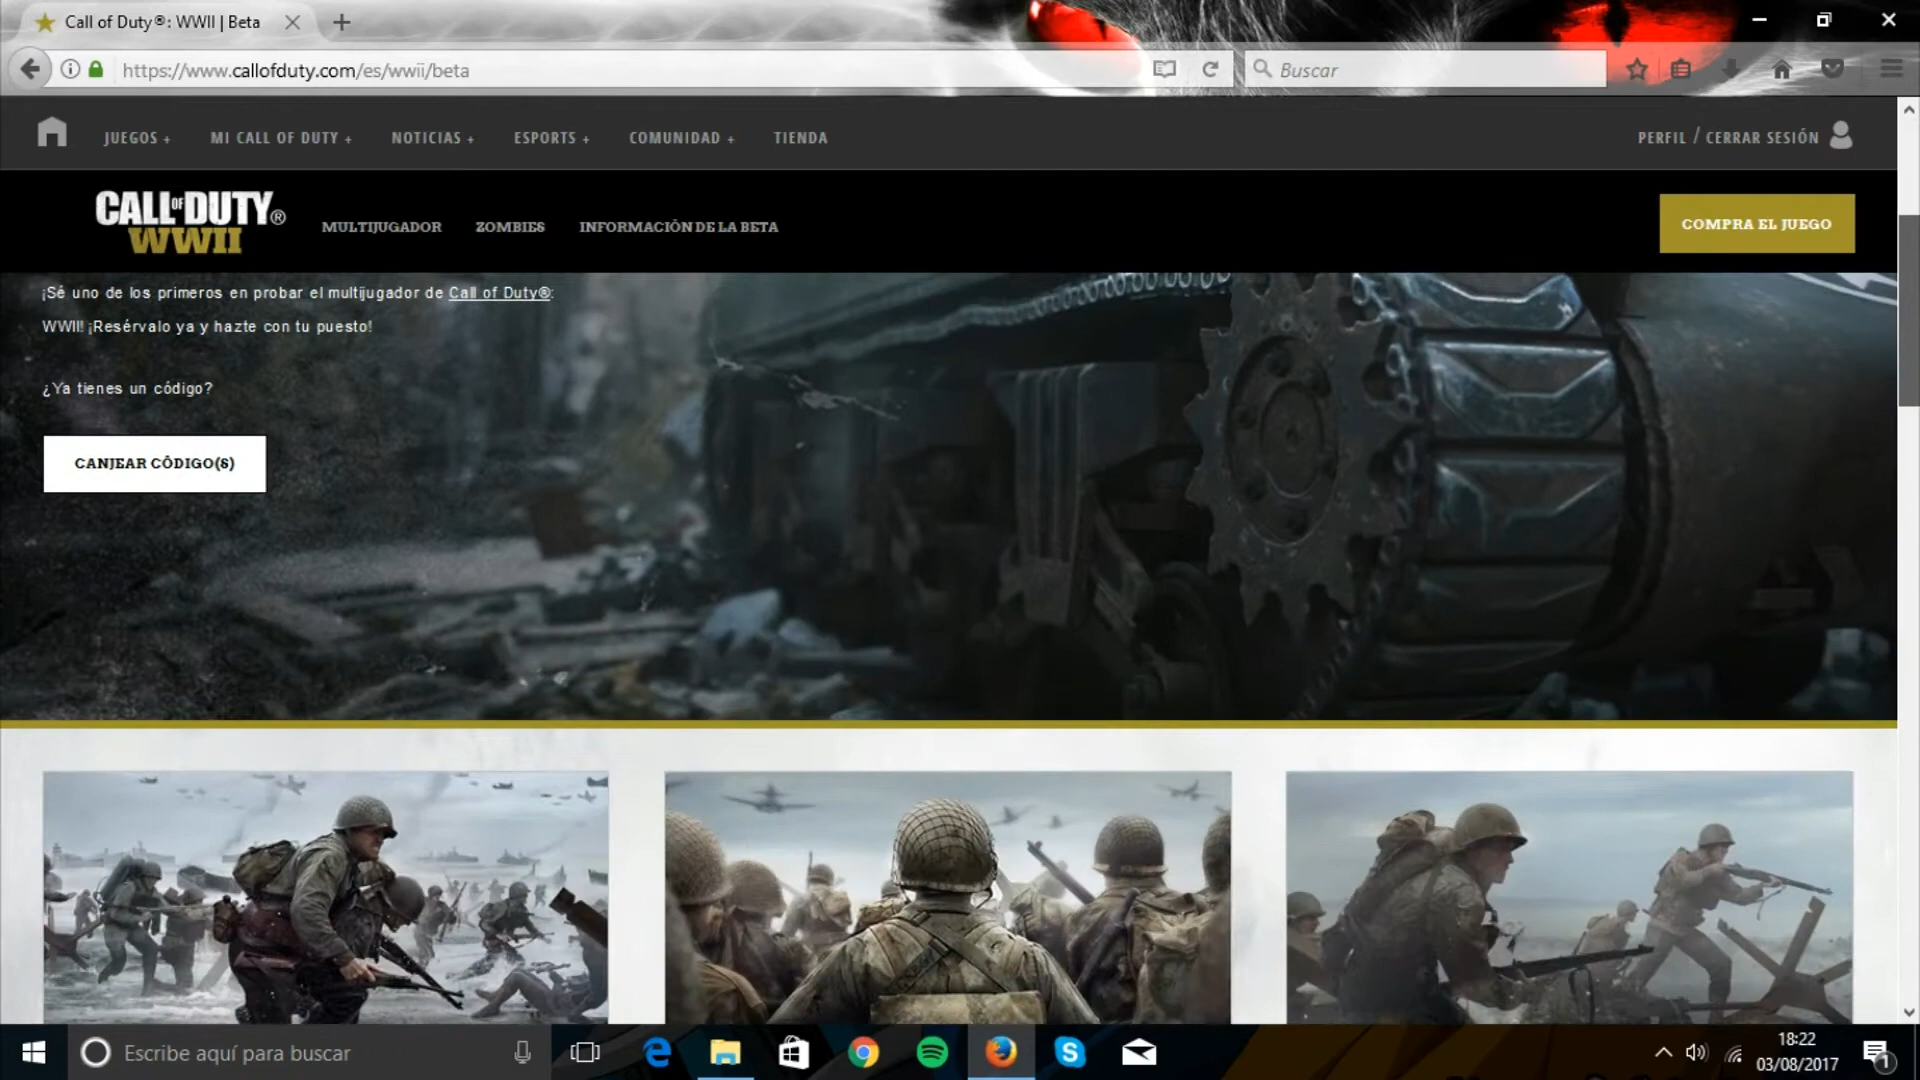 Call of Duty®: WWII | Beta
https://www.callofduty.com/es/wwii/beta
Buscar
JUEGOS +
MI CALL OF DUTY +
NOTICIAS +
ESPORTS +
COMUNIDAD +
TIENDA
PERFIL / CERRAR SESIÓN
CALL OF DUTY®
WWII
MULTIJUGADOR
ZOMBIES
INFORMACIÓN DE LA BETA
COMPRA EL JUEGO
¡Sé uno de los primeros en probar el multijugador de Call of Duty®:
WWII! ¡Resérvalo ya y hazte con tu puesto!
¿Ya tienes un código?
CANJEAR CÓDIGO(S)
Escribe aquí para buscar
18:22
03/08/2017
1